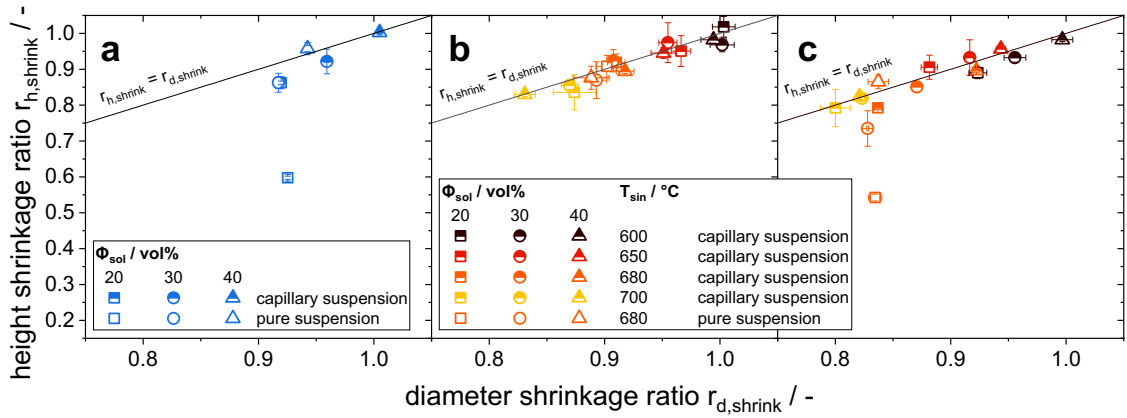 height shrinkage ratio r_h,shrink / -
1.0
0.9
0.8
0.7
0.6
0.5
0.4
0.3
0.2
a
r_h,shrink = r_d,shrink
Φ_sol / vol%
20 30 40
capillary suspension
pure suspension
0.8 0.9 1.0
b
r_h,shrink = r_d,shrink
Φ_sol / vol% T_sin / °C
20 30 40
600 capillary suspension
650 capillary suspension
680 capillary suspension
700 capillary suspension
680 pure suspension
0.8 0.9 1.0
c
r_h,shrink = r_d,shrink
0.8 0.9 1.0
diameter shrinkage ratio r_d,shrink / -